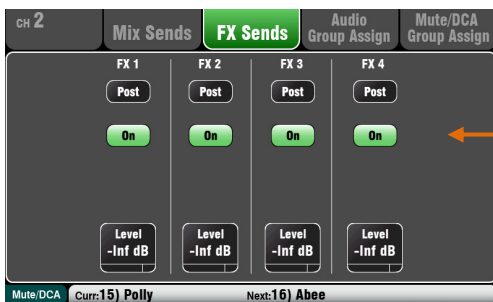 CH 2
Mix Sends
FX Sends
Audio
Group Assign
Mute/DCA
Group Assign
FX 1 FX 2 FX 3 FX 4
Post Post Post Post
On On On On
Level Level Level Level
-Inf dB -Inf dB -Inf dB -Inf dB
Mute/DCA Curr:15) Polly Next:16) Abee